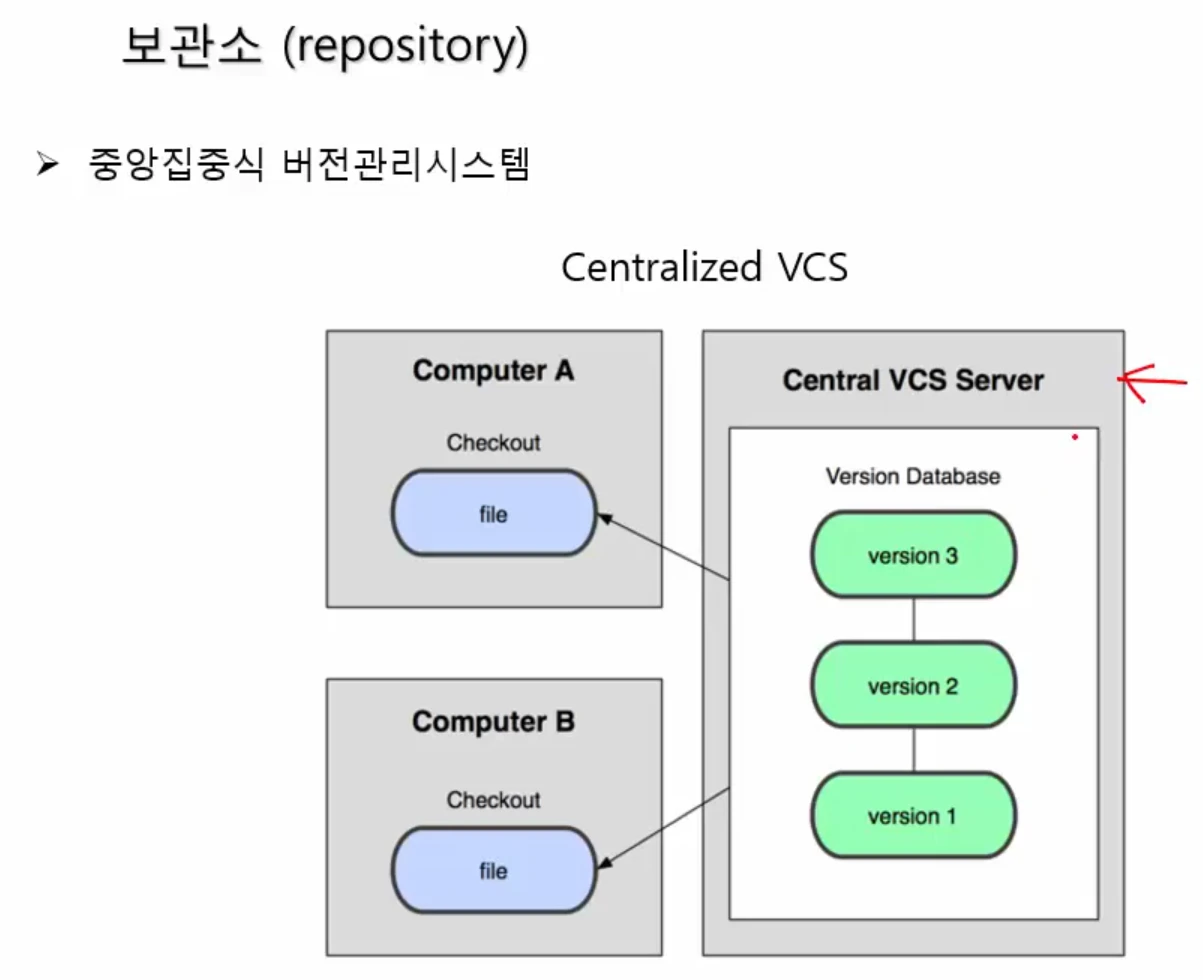 보관소 (repository)
중앙집중식 버전관리시스템
Centralized VCS
Computer A
Checkout
file
Computer B
Checkout
file
Central VCS Server
Version Database
version 3
version 2
version 1